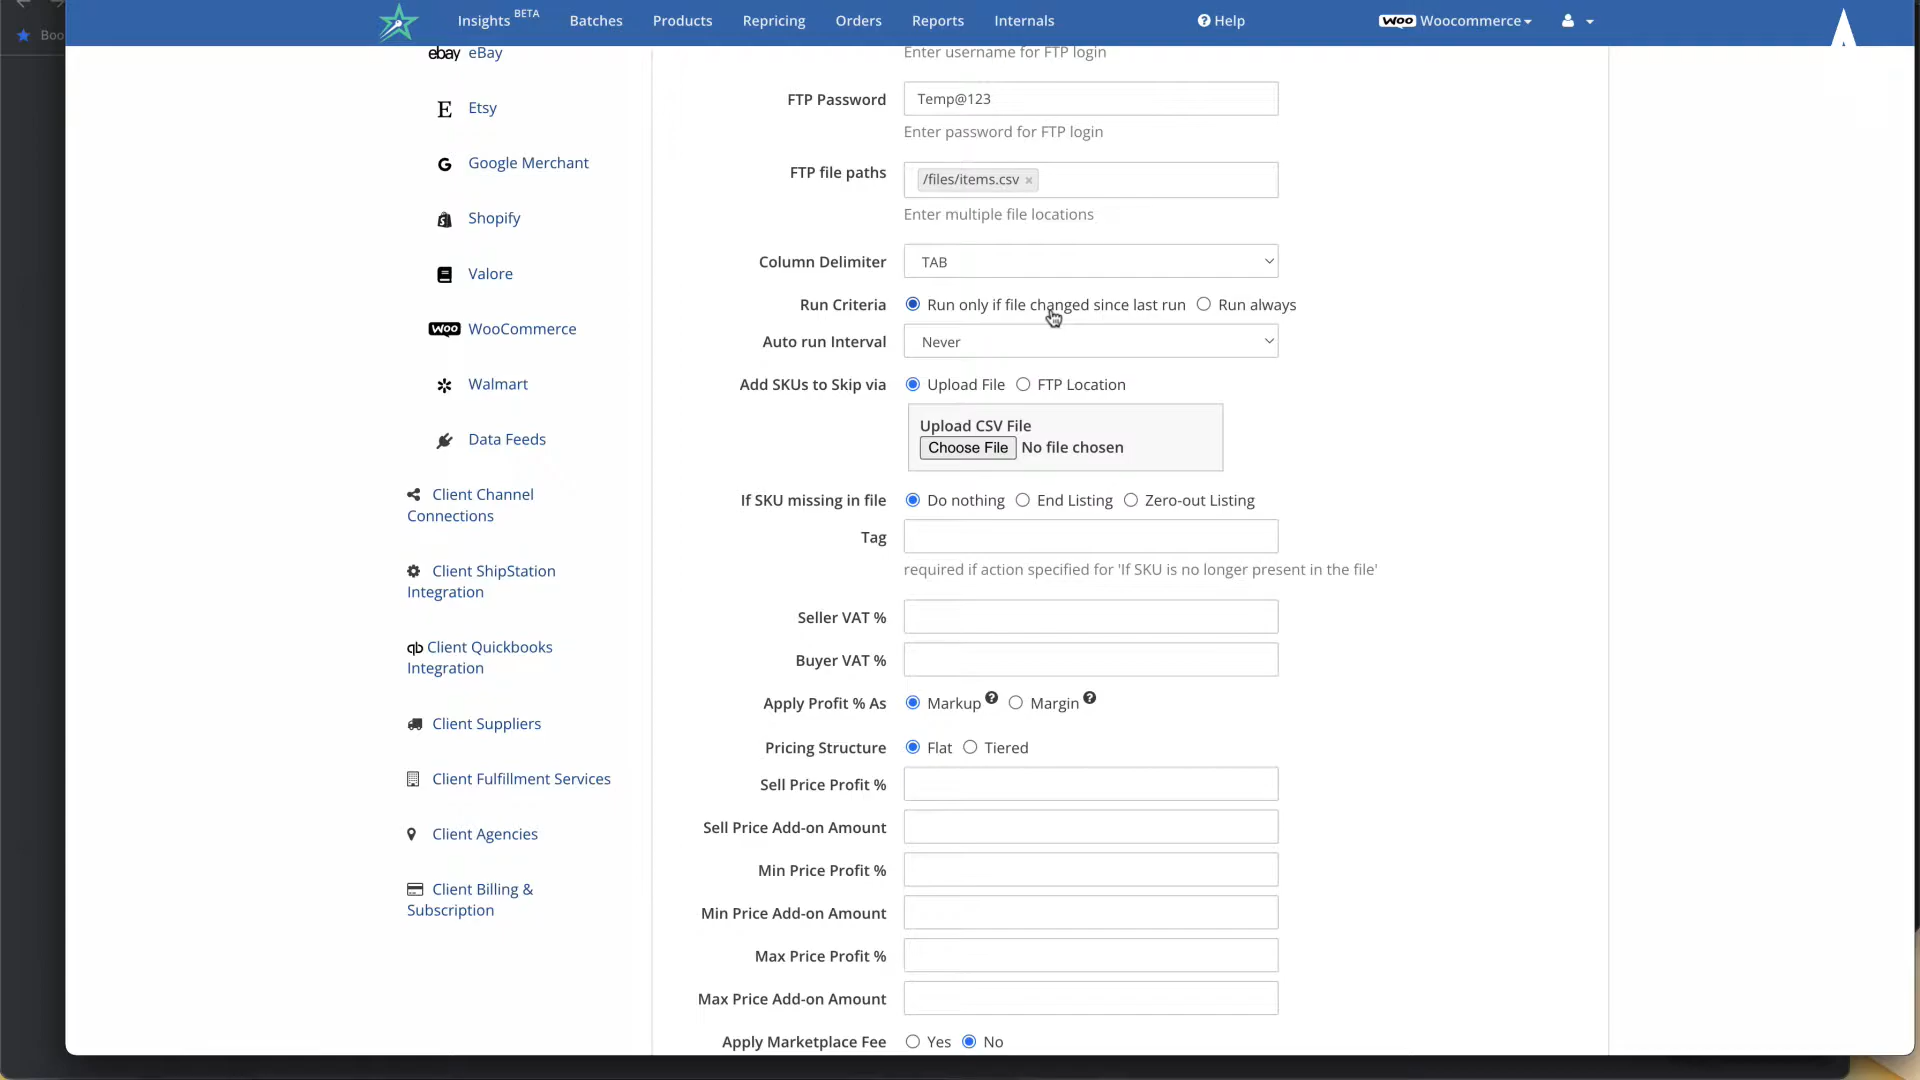 Boo
Insights BETA
Batches
Products
Repricing
Orders
Reports
Internals
Help
Woo Woocommerce
ebay eBay
E Etsy
G Google Merchant
Shopify
Valore
Woo WooCommerce
Walmart
Data Feeds
Client Channel
Connections
Client ShipStation
Integration
qb Client Quickbooks
Integration
Client Suppliers
Client Fulfillment Services
Client Agencies
Client Billing &
Subscription
Enter username for FTP login
FTP Password Temp@123
Enter password for FTP login
FTP file paths /files/items.csv ×
Enter multiple file locations
Column Delimiter TAB
Run Criteria Run only if file changed since last run Run always
Auto run Interval Never
Add SKUs to Skip via Upload File FTP Location
Upload CSV File
Choose File No file chosen
If SKU missing in file Do nothing End Listing Zero-out Listing
Tag
required if action specified for 'If SKU is no longer present in the file'
Seller VAT %
Buyer VAT %
Apply Profit % As Markup ? Margin ?
Pricing Structure Flat Tiered
Sell Price Profit %
Sell Price Add-on Amount
Min Price Profit %
Min Price Add-on Amount
Max Price Profit %
Max Price Add-on Amount
Apply Marketplace Fee Yes No